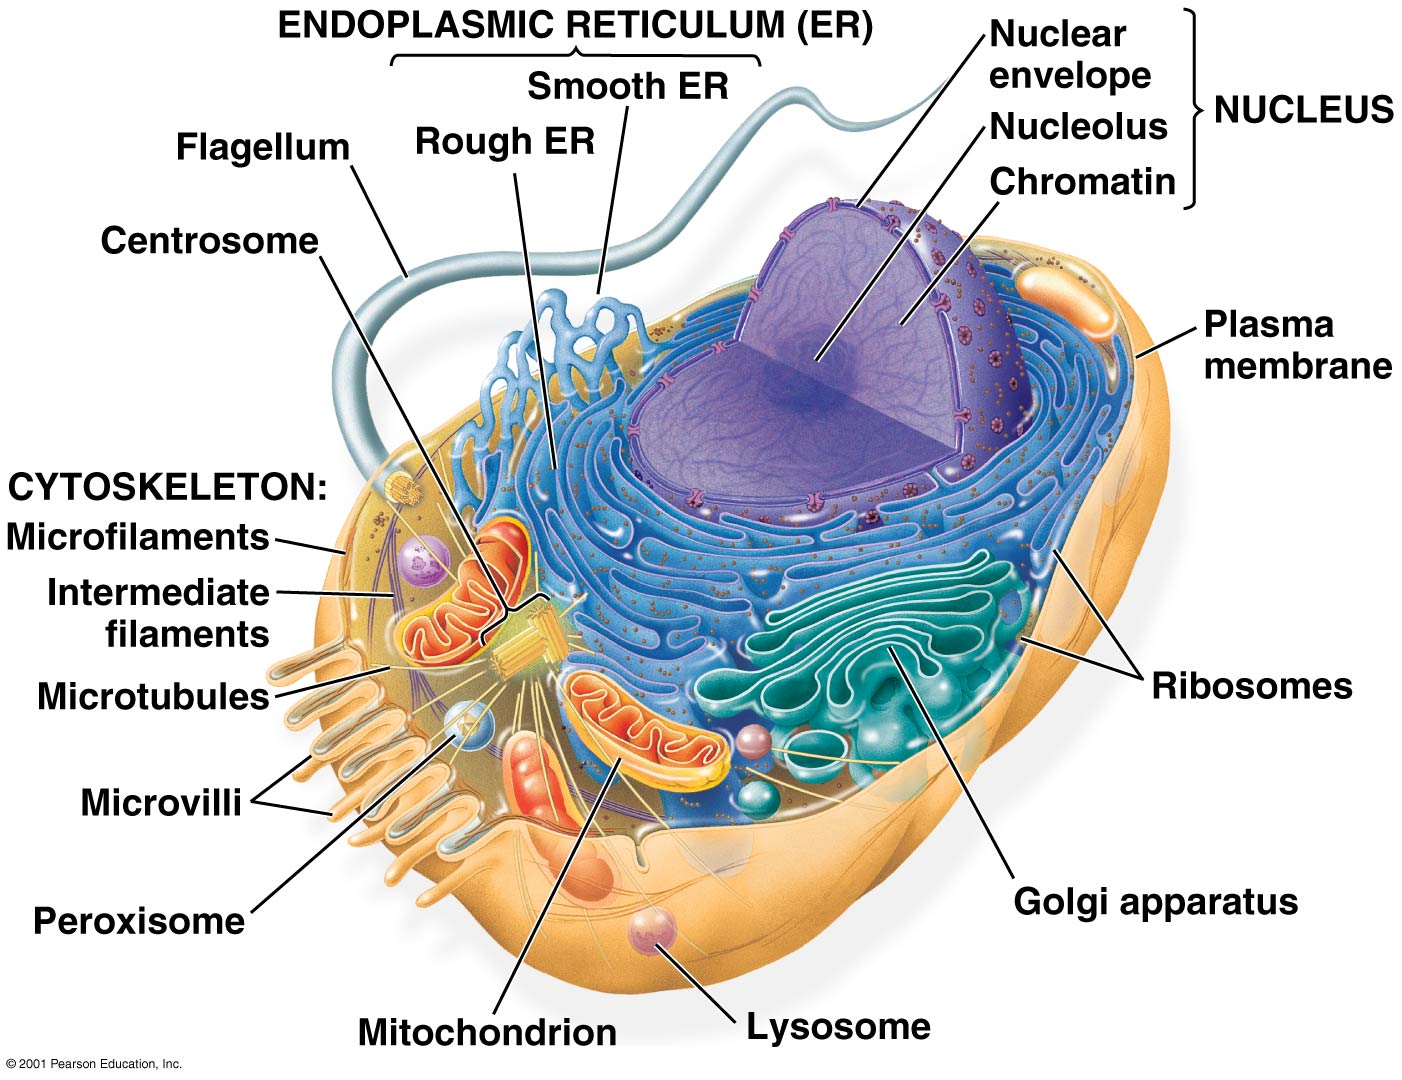 ENDOPLASMIC RETICULUM (ER)
Smooth ER
Rough ER
Flagellum
Centrosome
Nuclear
envelope
Nucleolus
Chromatin
NUCLEUS
Plasma
membrane
CYTOSKELETON:
Microfilaments
Intermediate
filaments
Microtubules
Microvilli
Peroxisome
Ribosomes
Golgi apparatus
Mitochondrion
Lysosome
© 2001 Pearson Education, Inc.